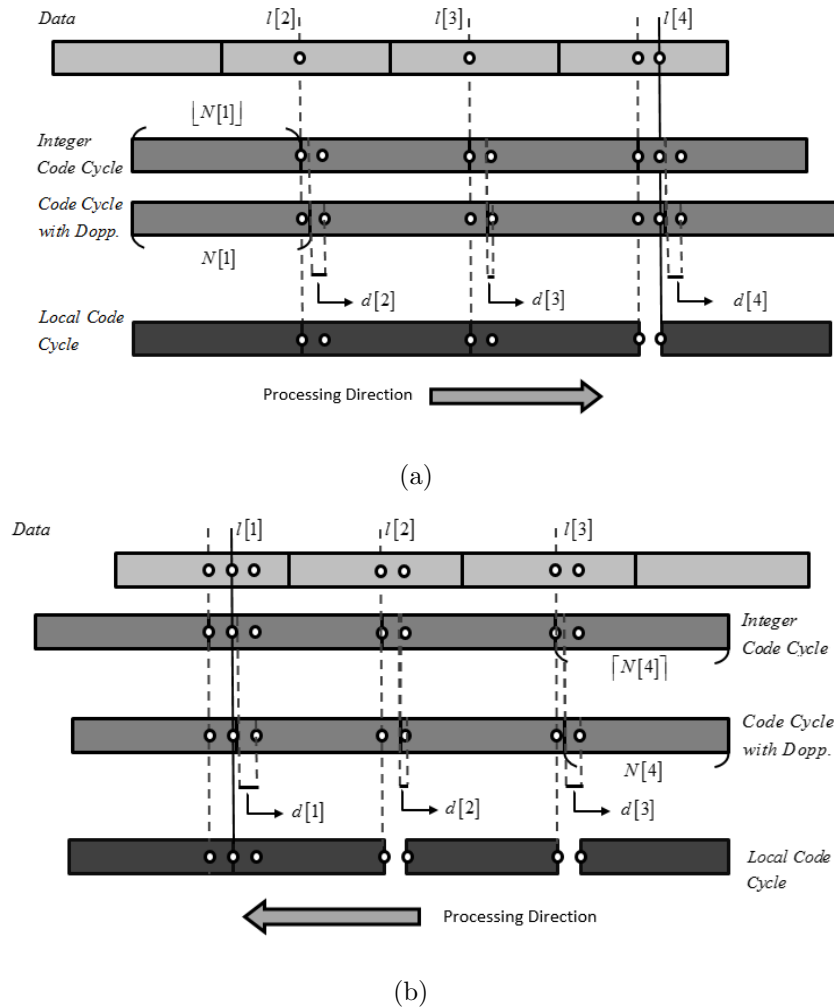 Data l[2] l[3] l[4]
⌊N[1]⌋
Integer
Code Cycle
Code Cycle
with Dopp.
N[1]
d[2] d[3] d[4]
Local Code
Cycle
Processing Direction
(a)
Data l[1] l[2] l[3]
Integer
Code Cycle
⌈N[4]⌉
Code Cycle
with Dopp.
N[4]
d[1] d[2] d[3]
Local Code
Cycle
Processing Direction
(b)